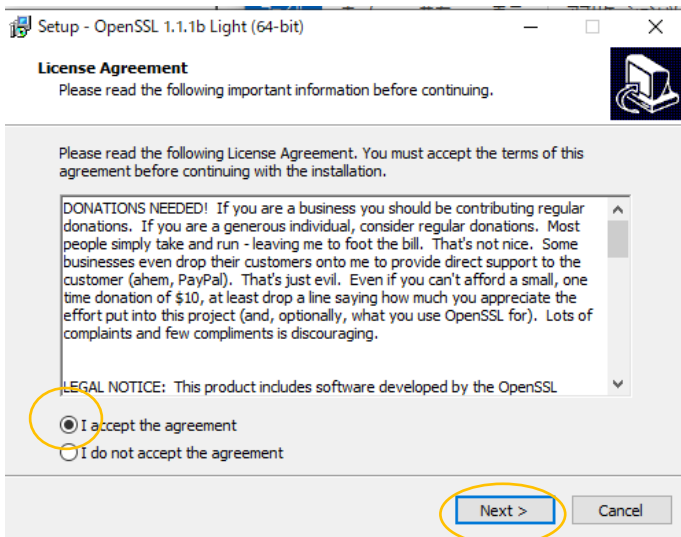 Setup - OpenSSL 1.1.1b Light (64-bit)
License Agreement
Please read the following important information before continuing.
Please read the following License Agreement. You must accept the terms of this
agreement before continuing with the installation.
DONATIONS NEEDED!  If you are a business you should be contributing regular
donations.  If you are a generous individual, consider regular donations.  Most
people simply take and run - leaving me to foot the bill.  That's not nice.  Some
businesses even drop their customers onto me to provide direct support to the
customer (ahem, PayPal).  That's just evil.  Even if you can't afford a small, one
time donation of $10, at least drop a line saying how much you appreciate the
effort put into this project (and, optionally, what you use OpenSSL for).  Lots of
complaints and few compliments is discouraging.
LEGAL NOTICE:  This product includes software developed by the OpenSSL
I accept the agreement
I do not accept the agreement
Next >
Cancel